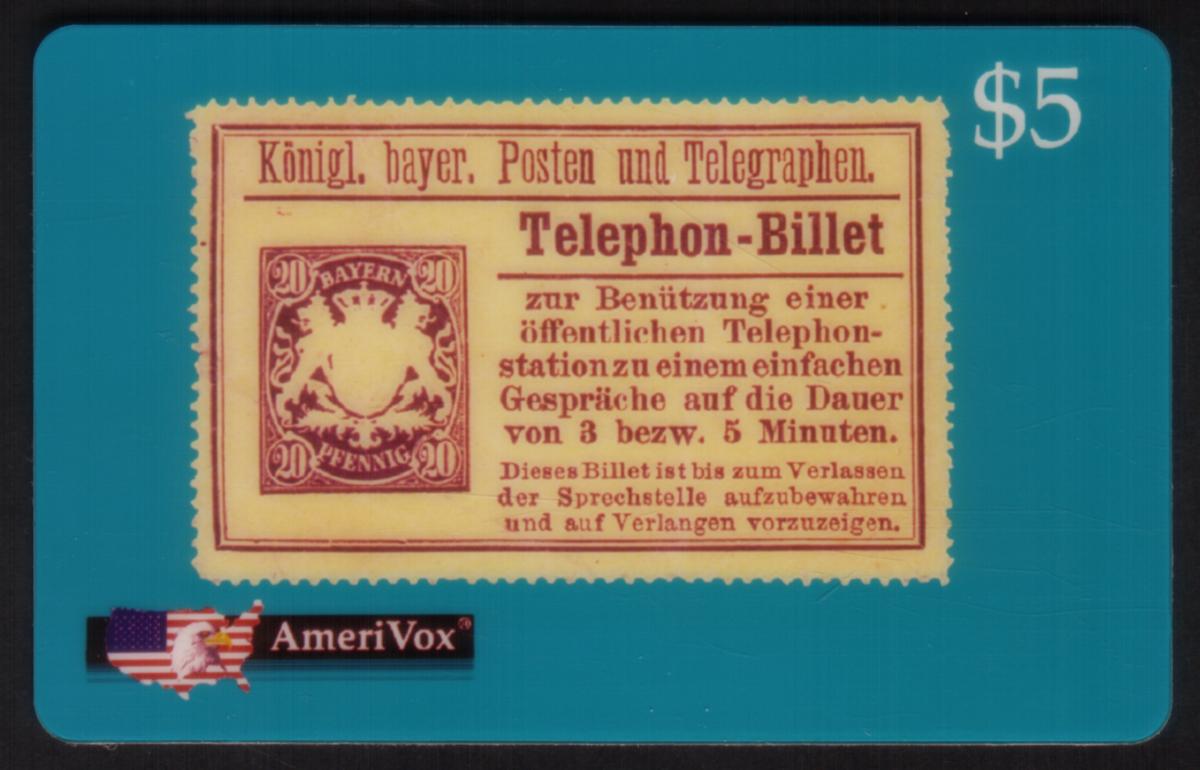 $5
Königl. bayer. Posten und Telegraphen.
Telephon-Billet
20 BAYERN 20
20 PFENNIG 20
zur Benützung einer
öffentlichen Telephon-
station zu einem einfachen
Gespräche auf die Dauer
von 3 bezw. 5 Minuten.
Dieses Billet ist bis zum Verlassen
der Sprechstelle aufzubewahren
und auf Verlangen vorzuzeigen.
AmeriVox®